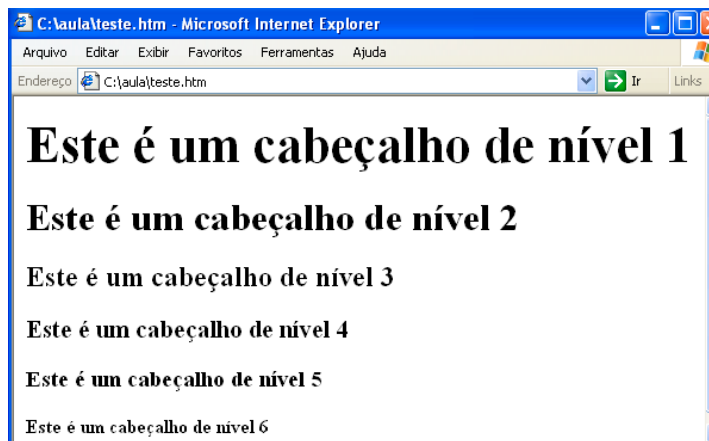 C:\aula\teste.htm - Microsoft Internet Explorer
Arquivo Editar Exibir Favoritos Ferramentas Ajuda
Endereço C:\aula\teste.htm Ir Links
Este é um cabeçalho de nível 1
Este é um cabeçalho de nível 2
Este é um cabeçalho de nível 3
Este é um cabeçalho de nível 4
Este é um cabeçalho de nível 5
Este é um cabeçalho de nível 6